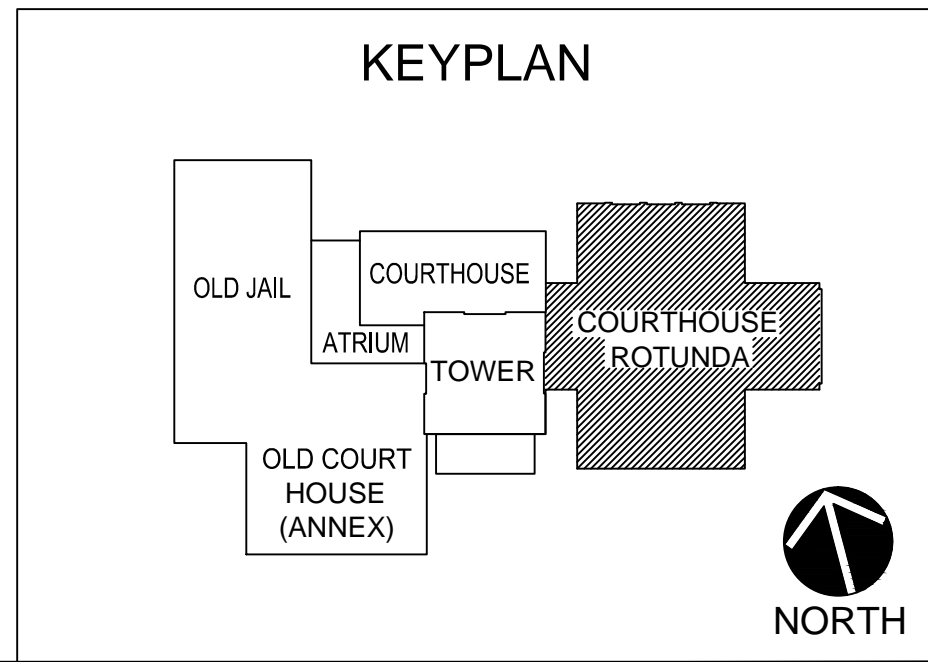 KEYPLAN
OLD JAIL
COURTHOUSE
ATRIUM
TOWER
COURTHOUSE
ROTUNDA
OLD COURT
HOUSE
(ANNEX)
NORTH